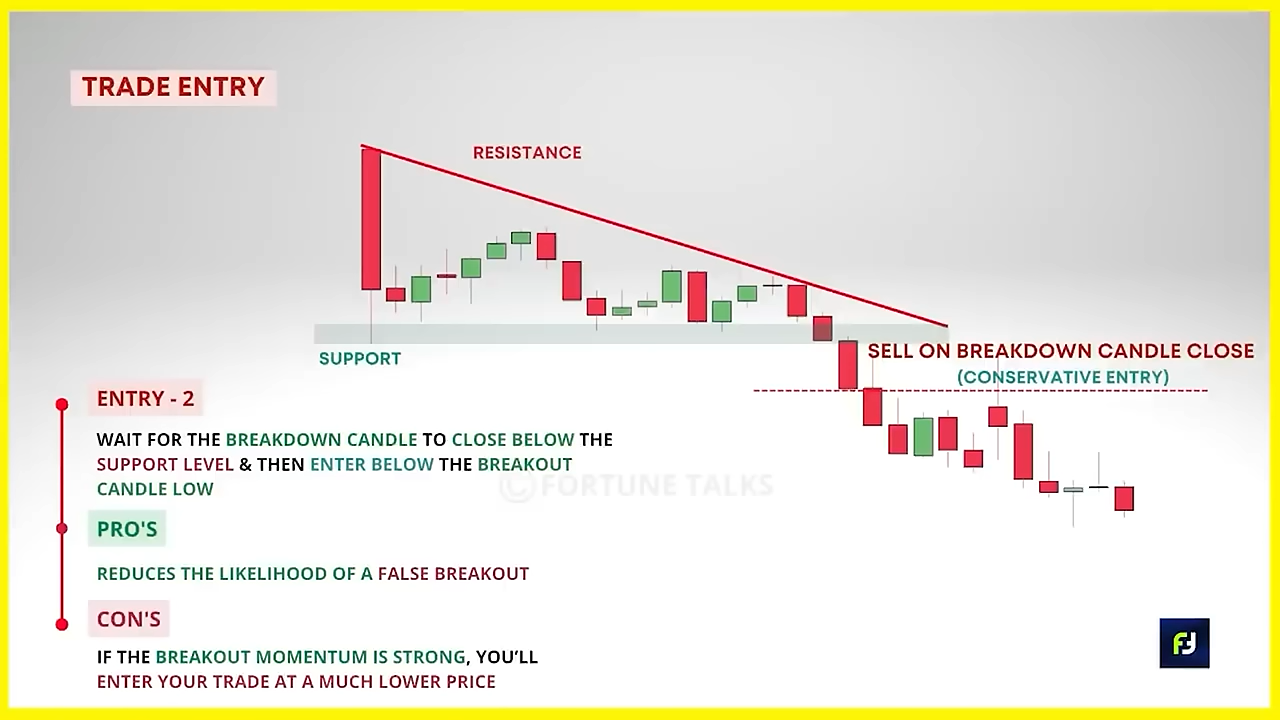 TRADE ENTRY
RESISTANCE
SUPPORT
SELL ON BREAKDOWN CANDLE CLOSE
(CONSERVATIVE ENTRY)
ENTRY - 2
WAIT FOR THE BREAKDOWN CANDLE TO CLOSE BELOW THE
SUPPORT LEVEL & THEN ENTER BELOW THE BREAKOUT
CANDLE LOW
© FORTUNE TALKS
PRO'S
REDUCES THE LIKELIHOOD OF A FALSE BREAKOUT
CON'S
IF THE BREAKOUT MOMENTUM IS STRONG, YOU’LL
ENTER YOUR TRADE AT A MUCH LOWER PRICE